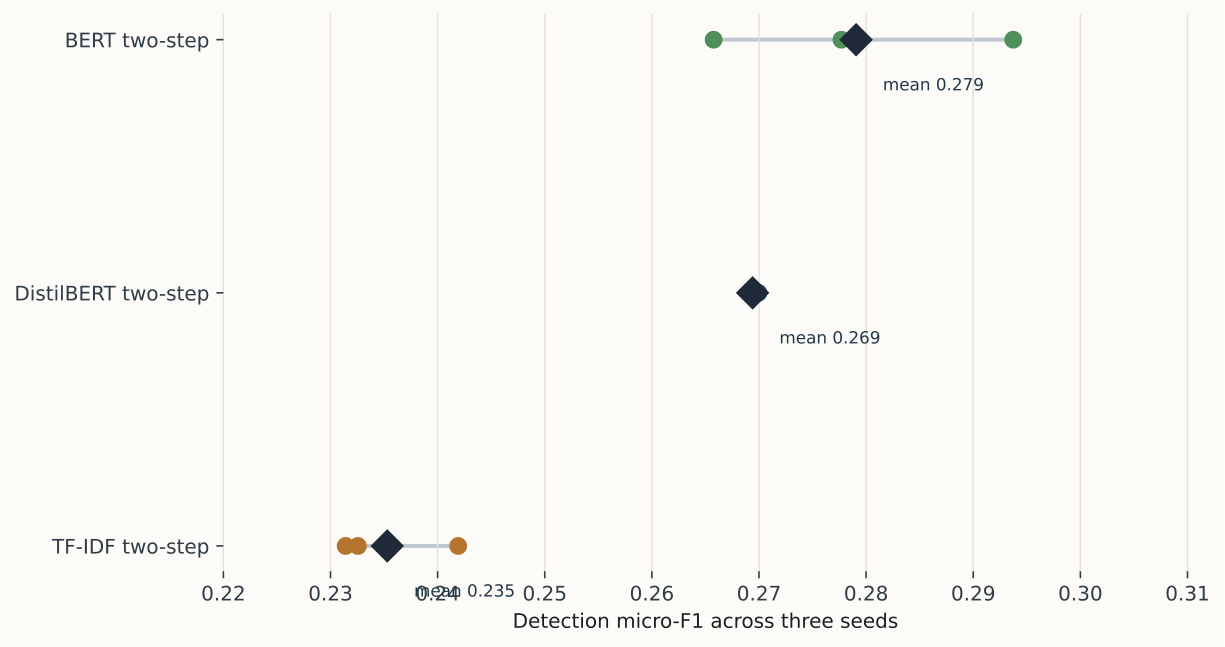 BERT two-step
mean 0.279
DistilBERT two-step
mean 0.269
TF-IDF two-step
mean 0.235
0.22 0.23 0.24 0.25 0.26 0.27 0.28 0.29 0.30 0.31
Detection micro-F1 across three seeds